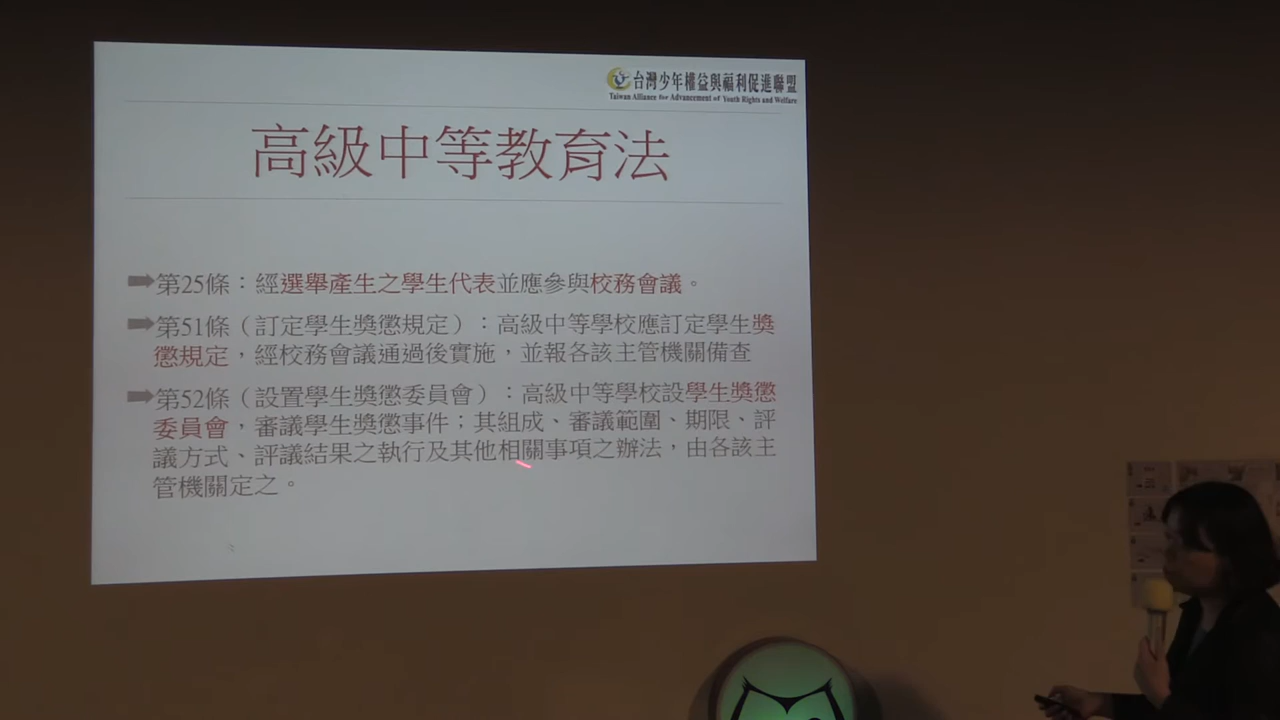 台灣少年權益與福利促進聯盟
Taiwan Alliance for Advancement of Youth Rights and Welfare
高級中等教育法
第25條：經選舉產生之學生代表並應參與校務會議。
第51條（訂定學生獎懲規定）：高級中等學校應訂定學生獎
懲規定，經校務會議通過後實施，並報各該主管機關備查
第52條（設置學生獎懲委員會）：高級中等學校設學生獎懲
委員會，審議學生獎懲事件；其組成、審議範圍、期限、評
議方式、評議結果之執行及其他相關事項之辦法，由各該主
管機關定之。